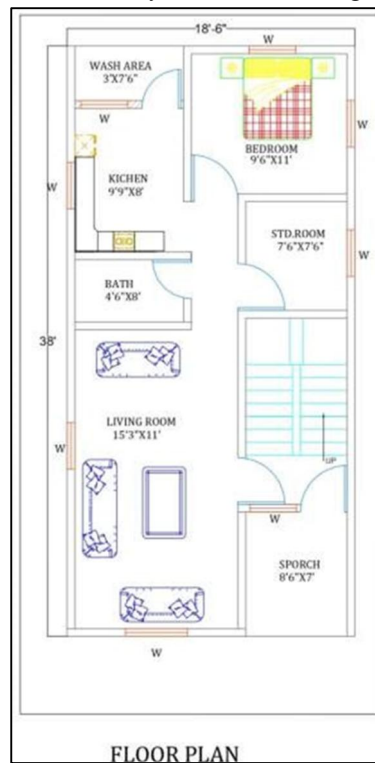 18'-6"
WASH AREA
3'X7'6"
W
BEDROOM
9'6"X11'
W
W
KICHEN
9'9"X8'
W
STD.ROOM
7'6"X7'6"
W
BATH
4'6"X8'
38'
LIVING ROOM
15'3"X11'
W
UP
W
SPORCH
8'6"X7'
W
FLOOR PLAN